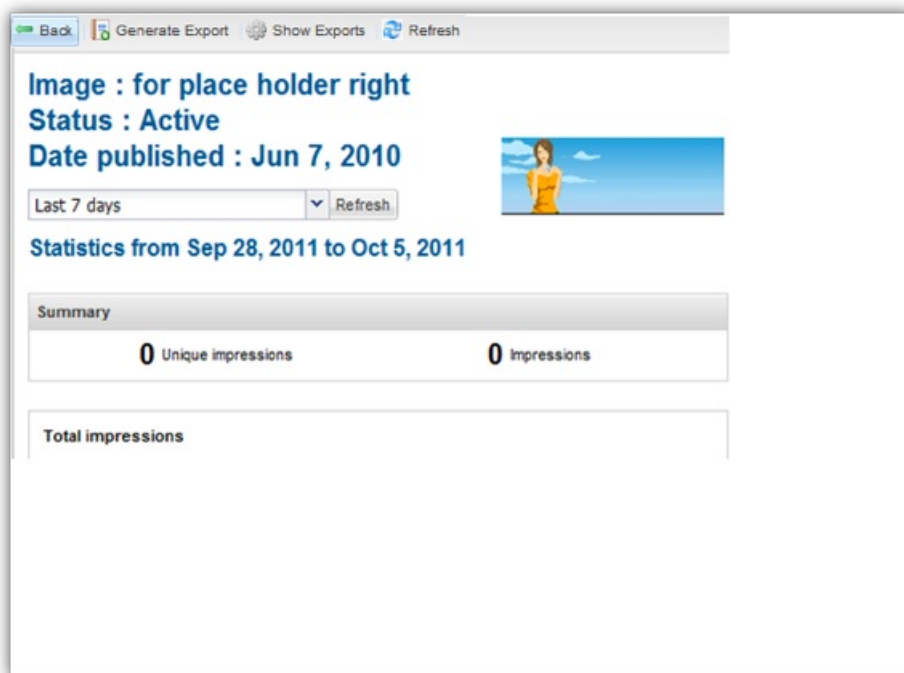 Back Generate Export Show Exports Refresh
Image : for place holder right
Status : Active
Date published : Jun 7, 2010
Last 7 days Refresh
Statistics from Sep 28, 2011 to Oct 5, 2011
Summary
0 Unique impressions 0 Impressions
Total impressions